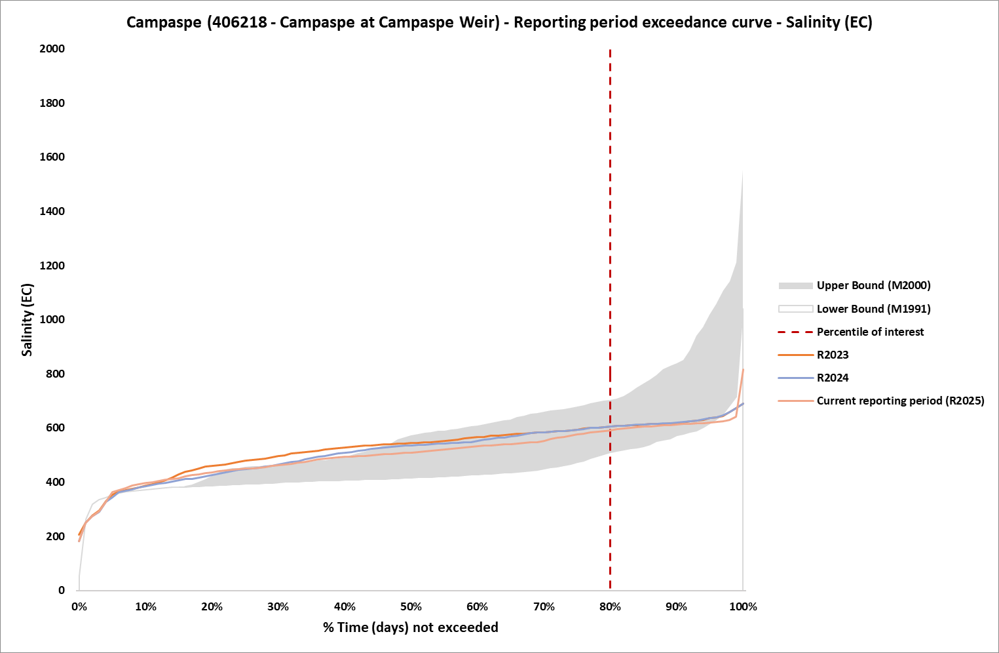 Campaspe (406218 - Campaspe at Campaspe Weir) - Reporting period exceedance curve - Salinity (EC)
2000
1800
1600
1400
1200
1000
800
600
400
200
0
Salinity (EC)
0% 10% 20% 30% 40% 50% 60% 70% 80% 90% 100%
% Time (days) not exceeded
Upper Bound (M2000)
Lower Bound (M1991)
Percentile of interest
R2023
R2024
Current reporting period (R2025)